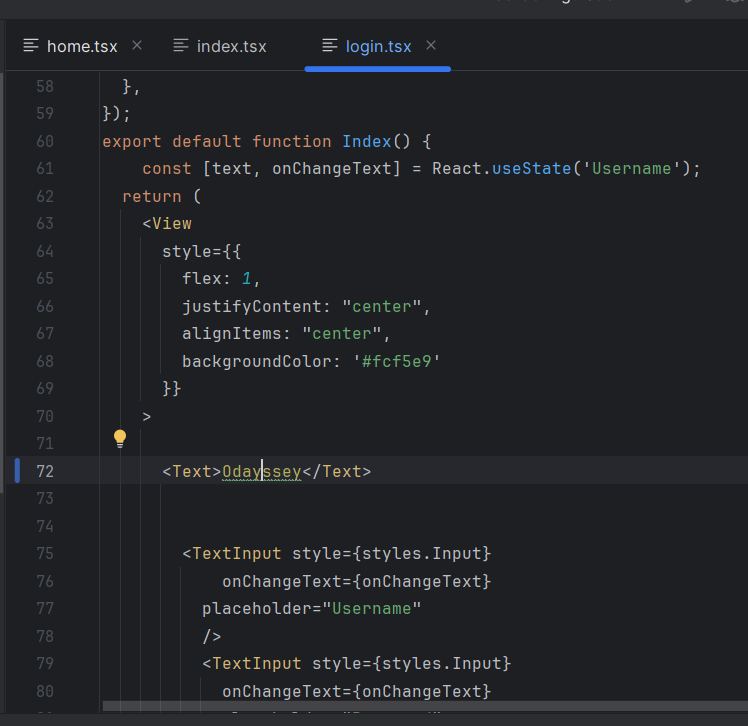 home.tsx index.tsx login.tsx
58 },
59 });
60 export default function Index() {
61 const [text, onChangeText] = React.useState('Username');
62 return (
63 <View
64 style={{
65 flex: 1,
66 justifyContent: "center",
67 alignItems: "center",
68 backgroundColor: '#fcf5e9'
69 }}
70 >
71
72 <Text>Odayssey</Text>
73
74
75 <TextInput style={styles.Input}
76 onChangeText={onChangeText}
77 placeholder="Username"
78 />
79 <TextInput style={styles.Input}
80 onChangeText={onChangeText}